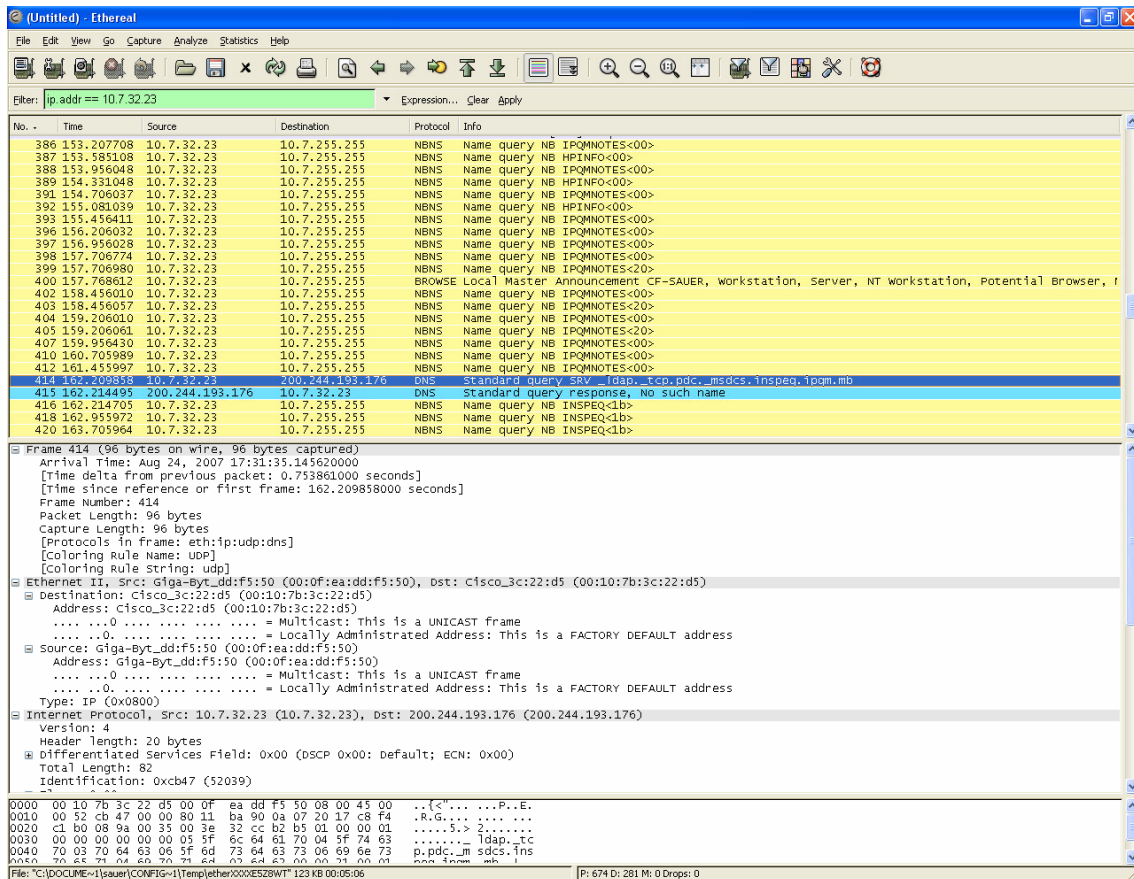 (Untitled) - Ethereal
File Edit View Go Capture Analyze Statistics Help
Filter: ip.addr == 10.7.32.23 Expression... Clear Apply
No. Time Source Destination Protocol Info
386 153.207708 10.7.32.23 10.7.255.255 NBNS Name query NB IPQMNOTES<00>
387 153.585108 10.7.32.23 10.7.255.255 NBNS Name query NB HPINFO<00>
388 153.956048 10.7.32.23 10.7.255.255 NBNS Name query NB IPQMNOTES<00>
389 154.331048 10.7.32.23 10.7.255.255 NBNS Name query NB HPINFO<00>
391 154.706037 10.7.32.23 10.7.255.255 NBNS Name query NB IPQMNOTES<00>
392 155.081039 10.7.32.23 10.7.255.255 NBNS Name query NB HPINFO<00>
393 155.456411 10.7.32.23 10.7.255.255 NBNS Name query NB IPQMNOTES<00>
396 156.206032 10.7.32.23 10.7.255.255 NBNS Name query NB IPQMNOTES<00>
397 156.956028 10.7.32.23 10.7.255.255 NBNS Name query NB IPQMNOTES<00>
398 157.706774 10.7.32.23 10.7.255.255 NBNS Name query NB IPQMNOTES<00>
399 157.706980 10.7.32.23 10.7.255.255 NBNS Name query NB IPQMNOTES<20>
400 157.768612 10.7.32.23 10.7.255.255 BROWSE Local Master Announcement CF-SAUER, Workstation, Server, NT Workstation, Potential Browser,
402 158.456010 10.7.32.23 10.7.255.255 NBNS Name query NB IPQMNOTES<00>
403 158.456057 10.7.32.23 10.7.255.255 NBNS Name query NB IPQMNOTES<20>
404 159.206010 10.7.32.23 10.7.255.255 NBNS Name query NB IPQMNOTES<00>
405 159.206061 10.7.32.23 10.7.255.255 NBNS Name query NB IPQMNOTES<20>
407 159.956430 10.7.32.23 10.7.255.255 NBNS Name query NB IPQMNOTES<00>
410 160.705989 10.7.32.23 10.7.255.255 NBNS Name query NB IPQMNOTES<00>
412 161.455997 10.7.32.23 10.7.255.255 NBNS Name query NB IPQMNOTES<00>
414 162.209858 10.7.32.23 200.244.193.176 DNS Standard query SRV _ldap._tcp.pdc._msdcs.inspeq.ipqm.mb
415 162.214495 200.244.193.176 10.7.32.23 DNS Standard query response, No such name
416 162.214705 10.7.32.23 10.7.255.255 NBNS Name query NB INSPEQ<1b>
418 162.955972 10.7.32.23 10.7.255.255 NBNS Name query NB INSPEQ<1b>
420 163.705964 10.7.32.23 10.7.255.255 NBNS Name query NB INSPEQ<1b>
Frame 414 (96 bytes on wire, 96 bytes captured)
Arrival Time: Aug 24, 2007 17:31:35.145620000
[Time delta from previous packet: 0.753861000 seconds]
[Time since reference or first frame: 162.209858000 seconds]
Frame Number: 414
Packet Length: 96 bytes
Capture Length: 96 bytes
[Protocols in frame: eth:ip:udp:dns]
[Coloring Rule Name: UDP]
[Coloring Rule String: udp]
Ethernet II, Src: Giga-Byt_dd:f5:50 (00:0f:ea:dd:f5:50), Dst: Cisco_3c:22:d5 (00:10:7b:3c:22:d5)
Destination: Cisco_3c:22:d5 (00:10:7b:3c:22:d5)
Address: Cisco_3c:22:d5 (00:10:7b:3c:22:d5)
.... ...0 .... .... .... .... = Multicast: This is a UNICAST frame
.... ..0. .... .... .... .... = Locally Administrated Address: This is a FACTORY DEFAULT address
Source: Giga-Byt_dd:f5:50 (00:0f:ea:dd:f5:50)
Address: Giga-Byt_dd:f5:50 (00:0f:ea:dd:f5:50)
.... ...0 .... .... .... .... = Multicast: This is a UNICAST frame
.... ..0. .... .... .... .... = Locally Administrated Address: This is a FACTORY DEFAULT address
Type: IP (0x0800)
Internet Protocol, Src: 10.7.32.23 (10.7.32.23), Dst: 200.244.193.176 (200.244.193.176)
Version: 4
Header length: 20 bytes
Differentiated Services Field: 0x00 (DSCP 0x00: Default; ECN: 0x00)
Total Length: 82
Identification: 0xcb47 (52039)
0000 00 10 7b 3c 22 d5 00 0f ea dd f5 50 08 00 45 00 ..{<"... ...P..E.
0010 00 52 cb 47 00 00 80 11 ba 90 0a 07 20 17 c8 f4 .R.G.... .... ...
0020 c1 b0 08 9a 00 35 00 3e 32 cc b2 b5 01 00 00 01 .....5.> 2.......
0030 00 00 00 00 00 00 05 5f 6c 64 61 70 04 5f 74 63 ......._ ldap._tc
0040 70 03 70 64 63 06 5f 6d 73 64 63 73 06 69 6e 73 p.pdc._m sdcs.ins
0050 70 65 71 04 69 70 71 6d 02 6d 62 00 00 21 00 01
File: "C:\DOCUME~1\sauer\CONFIG~1\Temp\etherXXXXE5Z8WT" 123 KB 00:05:06 P: 674 D: 281 M: 0 Drops: 0